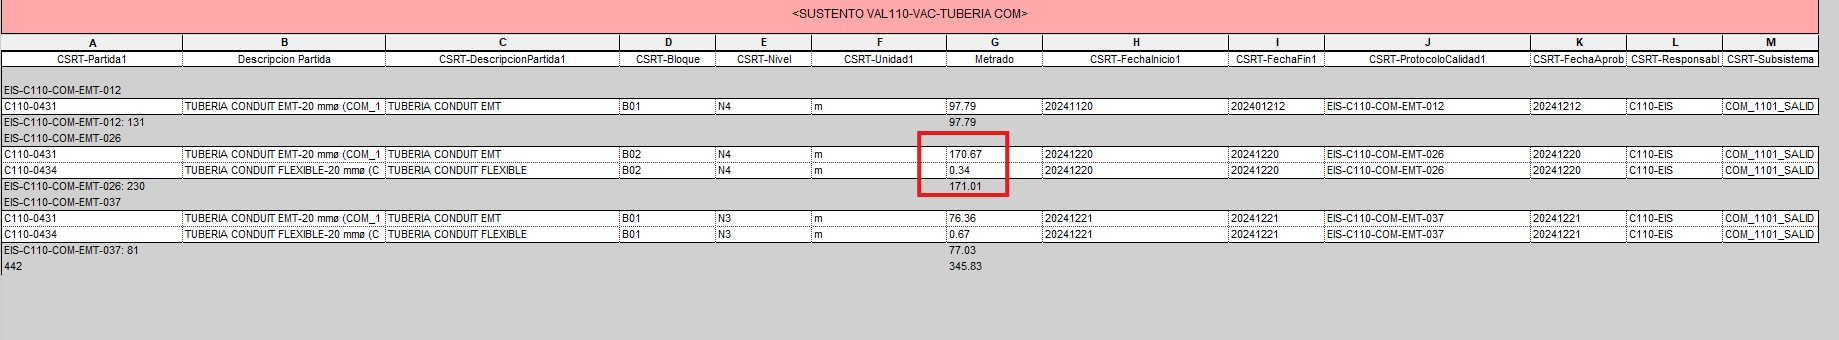 <SUSTENTO VAL110-VAC-TUBERIA COM>
A B C D E F G H I J K L M
CSRT-Partida1 Descripcion Partida CSRT-DescripcionPartida1 CSRT-Bloque CSRT-Nivel CSRT-Unidad1 Metrado CSRT-FechaInicio1 CSRT-FechaFin1 CSRT-ProtocoloCalidad1 CSRT-FechaAprob CSRT-Responsabl CSRT-Subsistema
EIS-C110-COM-EMT-012
C110-0431 TUBERIA CONDUIT EMT-20 mmø (COM_1 TUBERIA CONDUIT EMT B01 N4 m 97.79 20241120 202401212 EIS-C110-COM-EMT-012 20241212 C110-EIS COM_1101_SALID
EIS-C110-COM-EMT-012: 131 97.79
EIS-C110-COM-EMT-026
C110-0431 TUBERIA CONDUIT EMT-20 mmø (COM_1 TUBERIA CONDUIT EMT B02 N4 m 170.67 20241220 20241220 EIS-C110-COM-EMT-026 20241220 C110-EIS COM_1101_SALID
C110-0434 TUBERIA CONDUIT FLEXIBLE-20 mmø (C TUBERIA CONDUIT FLEXIBLE B02 N4 m 0.34 20241220 20241220 EIS-C110-COM-EMT-026 20241220 C110-EIS COM_1101_SALID
EIS-C110-COM-EMT-026: 230 171.01
EIS-C110-COM-EMT-037
C110-0431 TUBERIA CONDUIT EMT-20 mmø (COM_1 TUBERIA CONDUIT EMT B01 N3 m 76.36 20241221 20241221 EIS-C110-COM-EMT-037 20241221 C110-EIS COM_1101_SALID
C110-0434 TUBERIA CONDUIT FLEXIBLE-20 mmø (C TUBERIA CONDUIT FLEXIBLE B01 N3 m 0.67 20241221 20241221 EIS-C110-COM-EMT-037 20241221 C110-EIS COM_1101_SALID
EIS-C110-COM-EMT-037: 81 77.03
442 345.83